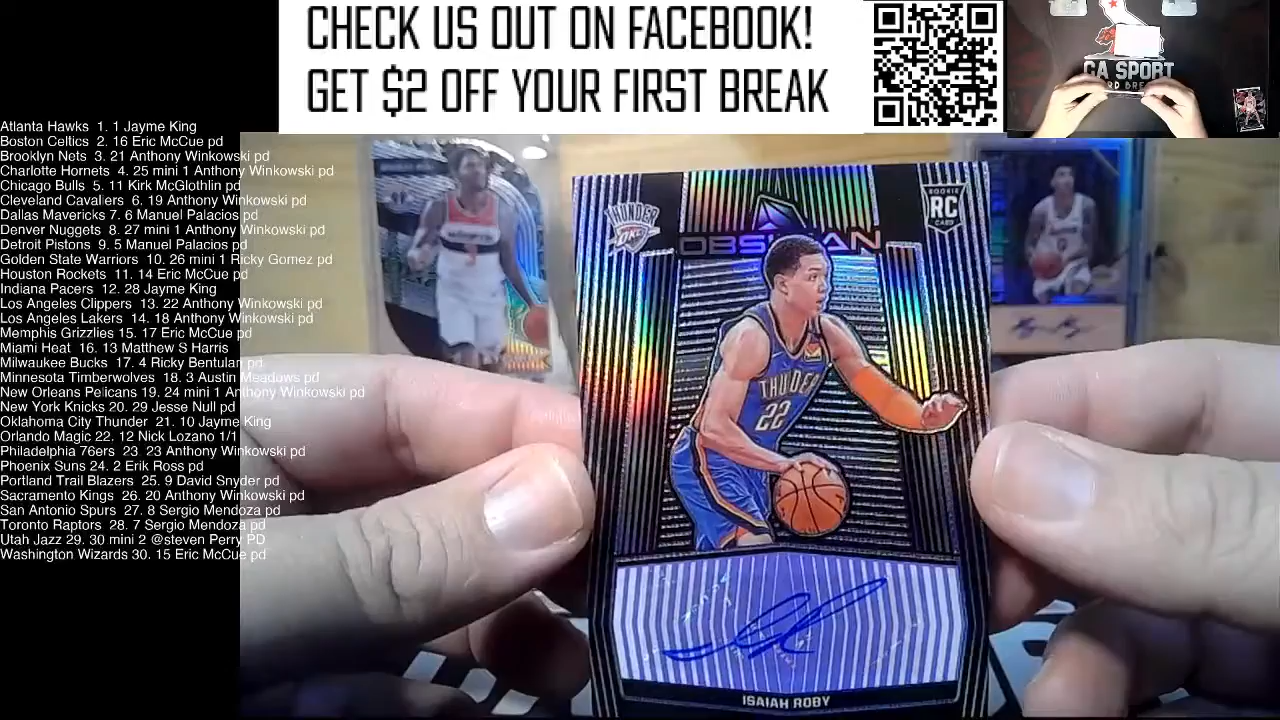 CHECK US OUT ON FACEBOOK!
GET $2 OFF YOUR FIRST BREAK
CA SPORT
RD BRE
Atlanta Hawks 1. 1 Jayme King
Boston Celtics 2. 16 Eric McCue pd
Brooklyn Nets 3. 21 Anthony Winkowski pd
Charlotte Hornets 4. 25 mini 1 Anthony Winkowski pd
Chicago Bulls 5. 11 Kirk McGlothlin pd
Cleveland Cavaliers 6. 19 Anthony Winkowski pd
Dallas Mavericks 7. 6 Manuel Palacios pd
Denver Nuggets 8. 27 mini 1 Anthony Winkowski pd
Detroit Pistons 9. 5 Manuel Palacios pd
Golden State Warriors 10. 26 mini 1 Ricky Gomez pd
Houston Rockets 11. 14 Eric McCue pd
Indiana Pacers 12. 28 Jayme King
Los Angeles Clippers 13. 22 Anthony Winkowski pd
Los Angeles Lakers 14. 18 Anthony Winkowski pd
Memphis Grizzlies 15. 17 Eric McCue pd
Miami Heat 16. 13 Matthew S Harris
Milwaukee Bucks 17. 4 Ricky Bentulan pd
Minnesota Timberwolves 18. 3 Austin Meadows pd
New Orleans Pelicans 19. 24 mini 1 Anthony Winkowski pd
New York Knicks 20. 29 Jesse Null pd
Oklahoma City Thunder 21. 10 Jayme King
Orlando Magic 22. 12 Nick Lozano 1/1
Philadelphia 76ers 23. 23 Anthony Winkowski pd
Phoenix Suns 24. 2 Erik Ross pd
Portland Trail Blazers 25. 9 David Snyder pd
Sacramento Kings 26. 20 Anthony Winkowski pd
San Antonio Spurs 27. 8 Sergio Mendoza pd
Toronto Raptors 28. 7 Sergio Mendoza pd
Utah Jazz 29. 30 mini 2 @steven Perry PD
Washington Wizards 30. 15 Eric McCue pd
THUNDER
OKC
OBSIDIAN
ROOKIE
RC
CARD
THUNDER
22
ISAIAH ROBY